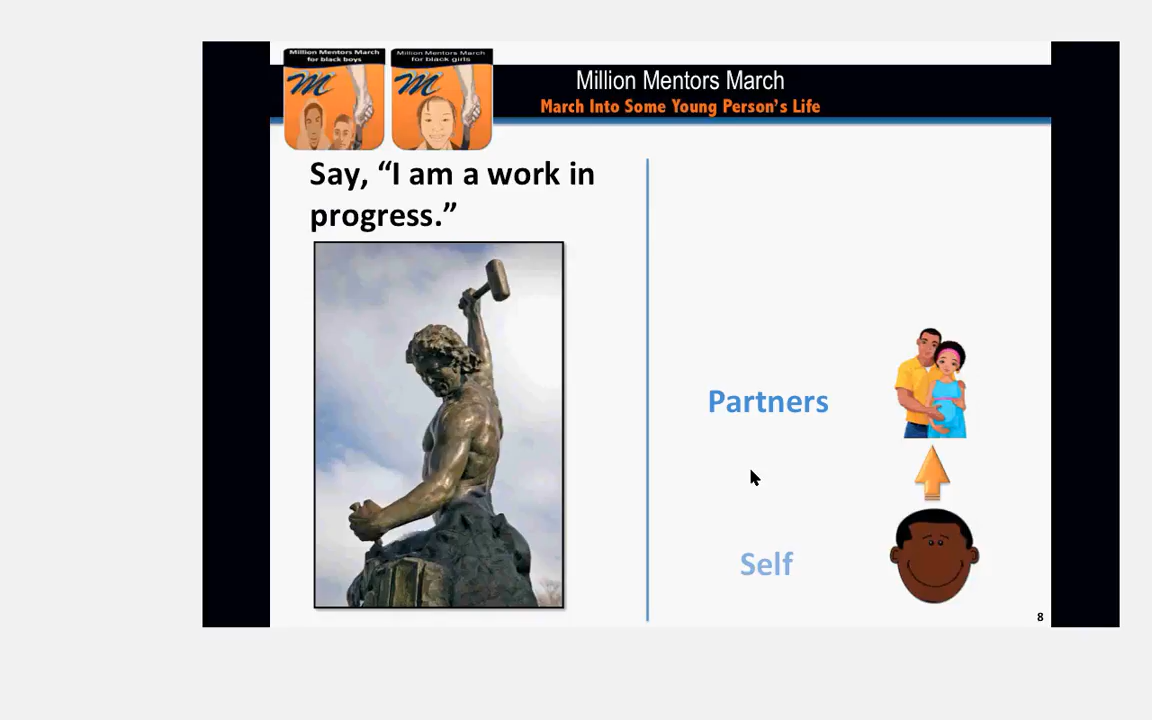 Million Mentors March
for black boys
Million Mentors March
for black girls
M
M
Million Mentors March
March Into Some Young Person's Life
Say, “I am a work in
progress.”
Partners
Self
8